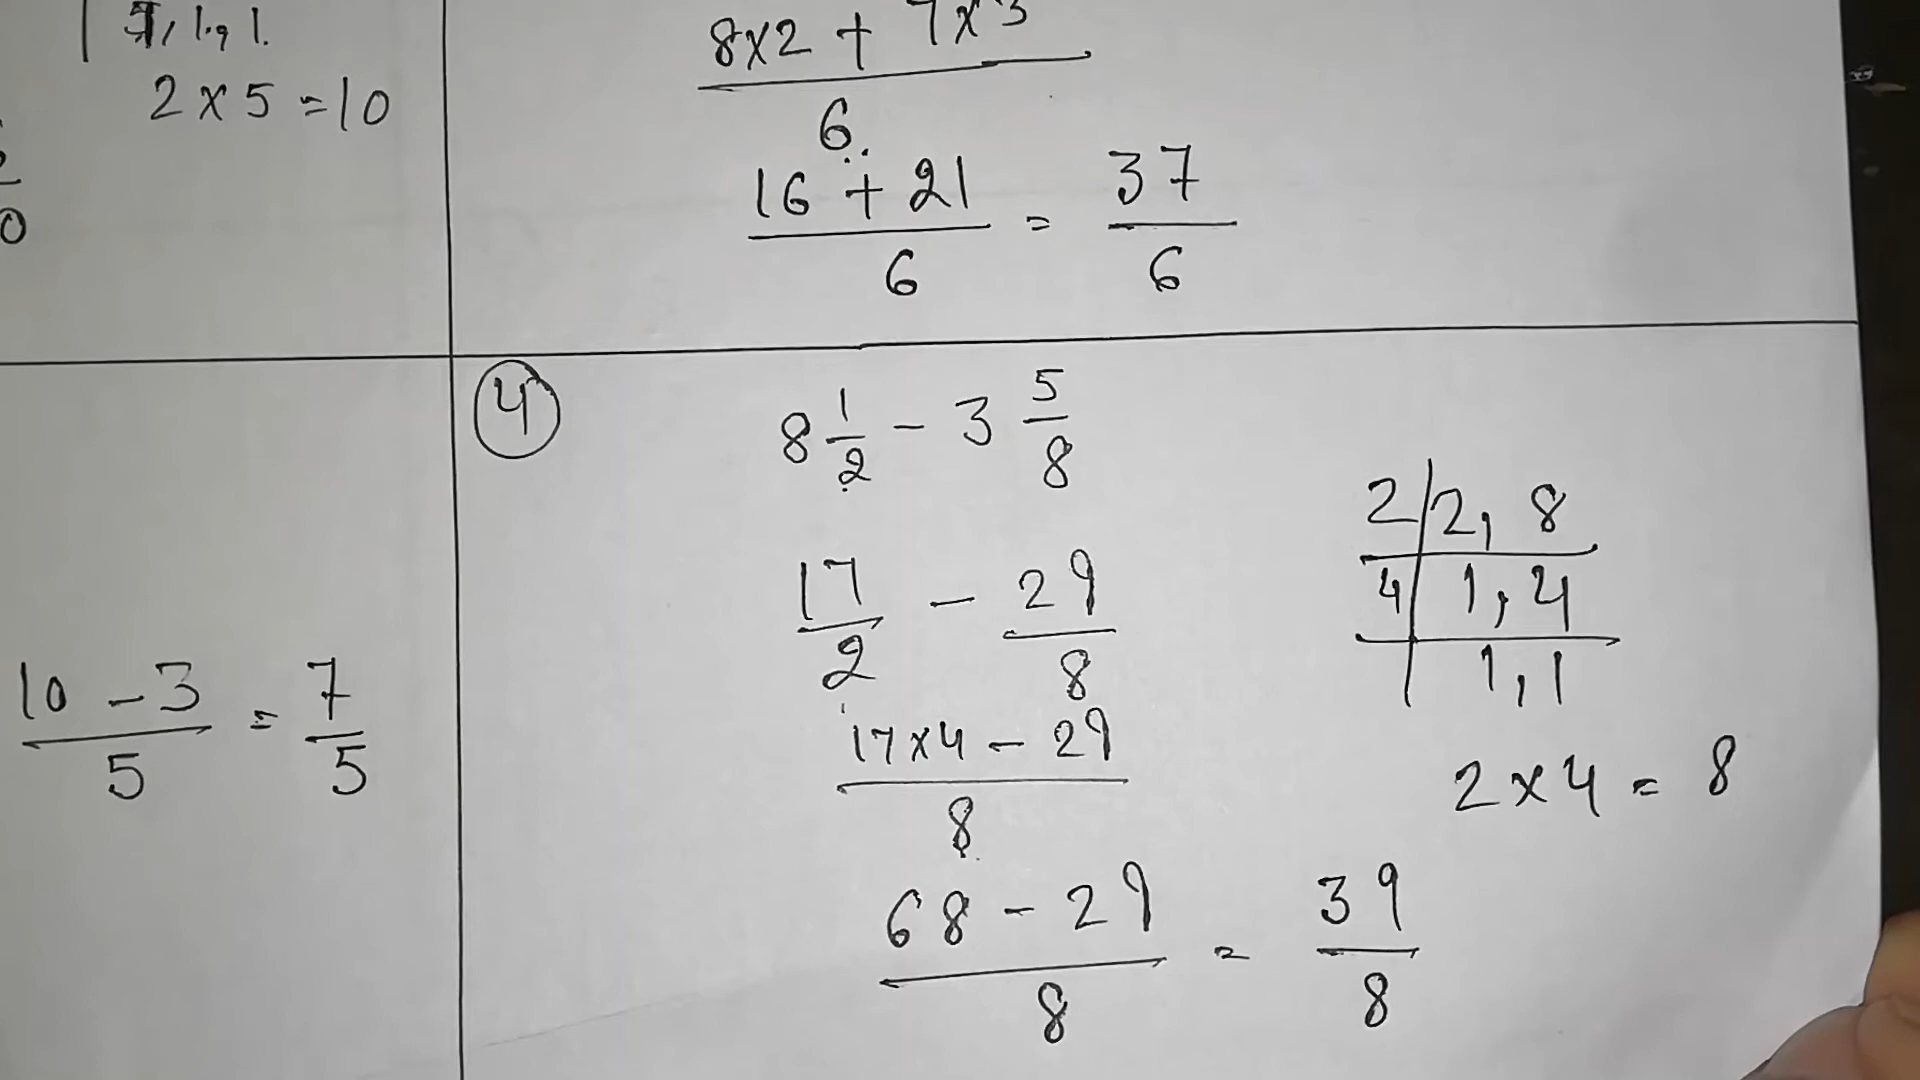 2 x 5 = 10
0
8x2 + 7x3
6
16 + 21 = 37
6 6
4
8 1/2 - 3 5/8
17/2 - 29/8
17x4 - 29
8
68 - 29 = 39
8 8
2 2, 8
4 1, 4
1, 1
2 x 4 = 8
10 - 3 = 7
5 5